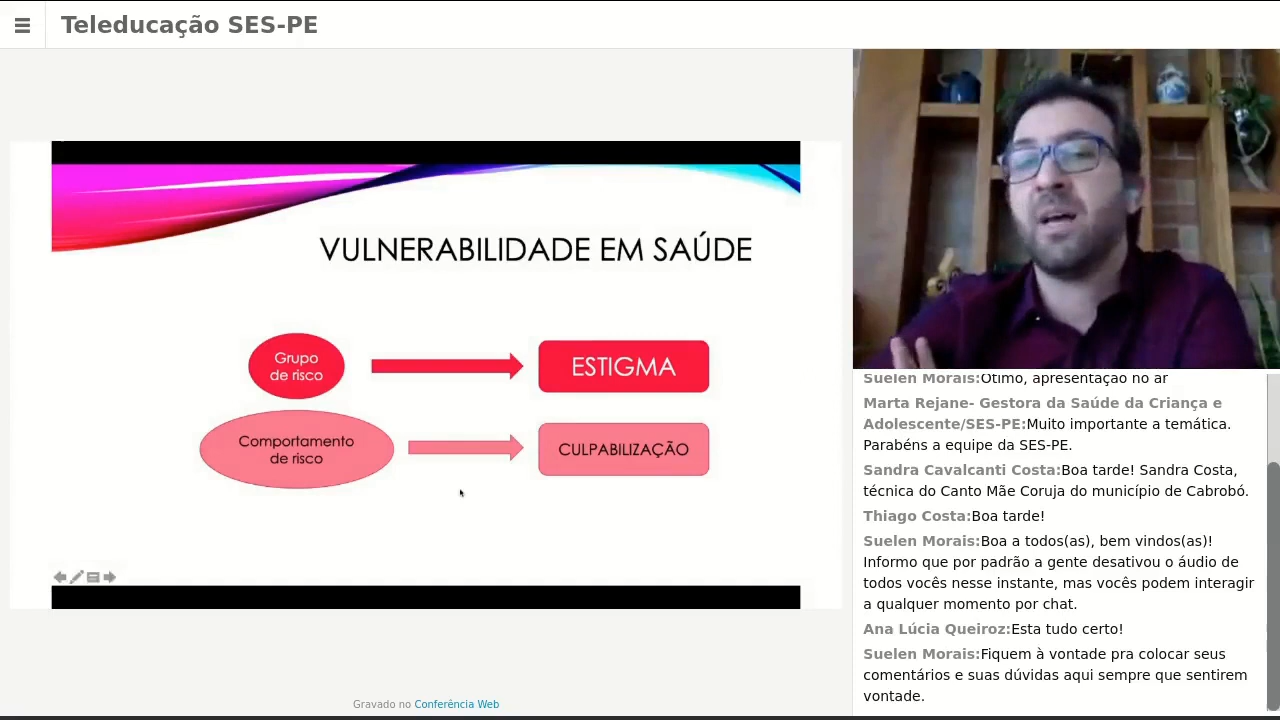 Teleducação SES-PE
VULNERABILIDADE EM SAÚDE
Grupo
de risco
ESTIGMA
Comportamento
de risco
CULPABILIZAÇÃO
Gravado no Conferência Web
Suelen Morais:Ótimo, apresentação no ar
Marta Rejane- Gestora da Saúde da Criança e
Adolescente/SES-PE:Muito importante a temática.
Parabéns a equipe da SES-PE.
Sandra Cavalcanti Costa:Boa tarde! Sandra Costa,
técnica do Canto Mãe Coruja do município de Cabrobó.
Thiago Costa:Boa tarde!
Suelen Morais:Boa a todos(as), bem vindos(as)!
Informo que por padrão a gente desativou o áudio de
todos vocês nesse instante, mas vocês podem interagir
a qualquer momento por chat.
Ana Lúcia Queiroz:Esta tudo certo!
Suelen Morais:Fiquem à vontade pra colocar seus
comentários e suas dúvidas aqui sempre que sentirem
vontade.